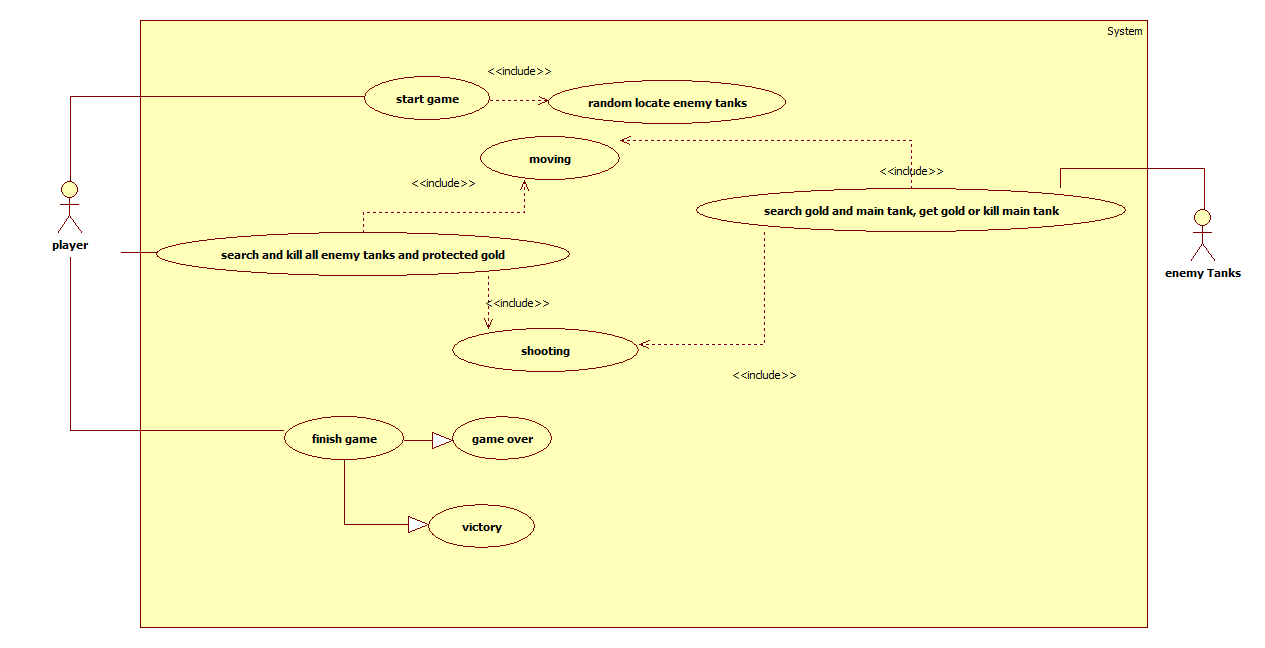 System
<<include>>
start game
random locate enemy tanks
moving
<<include>>
<<include>>
search gold and main tank, get gold or kill main tank
player
search and kill all enemy tanks and protected gold
enemy Tanks
<<include>>
shooting
<<include>>
finish game
game over
victory